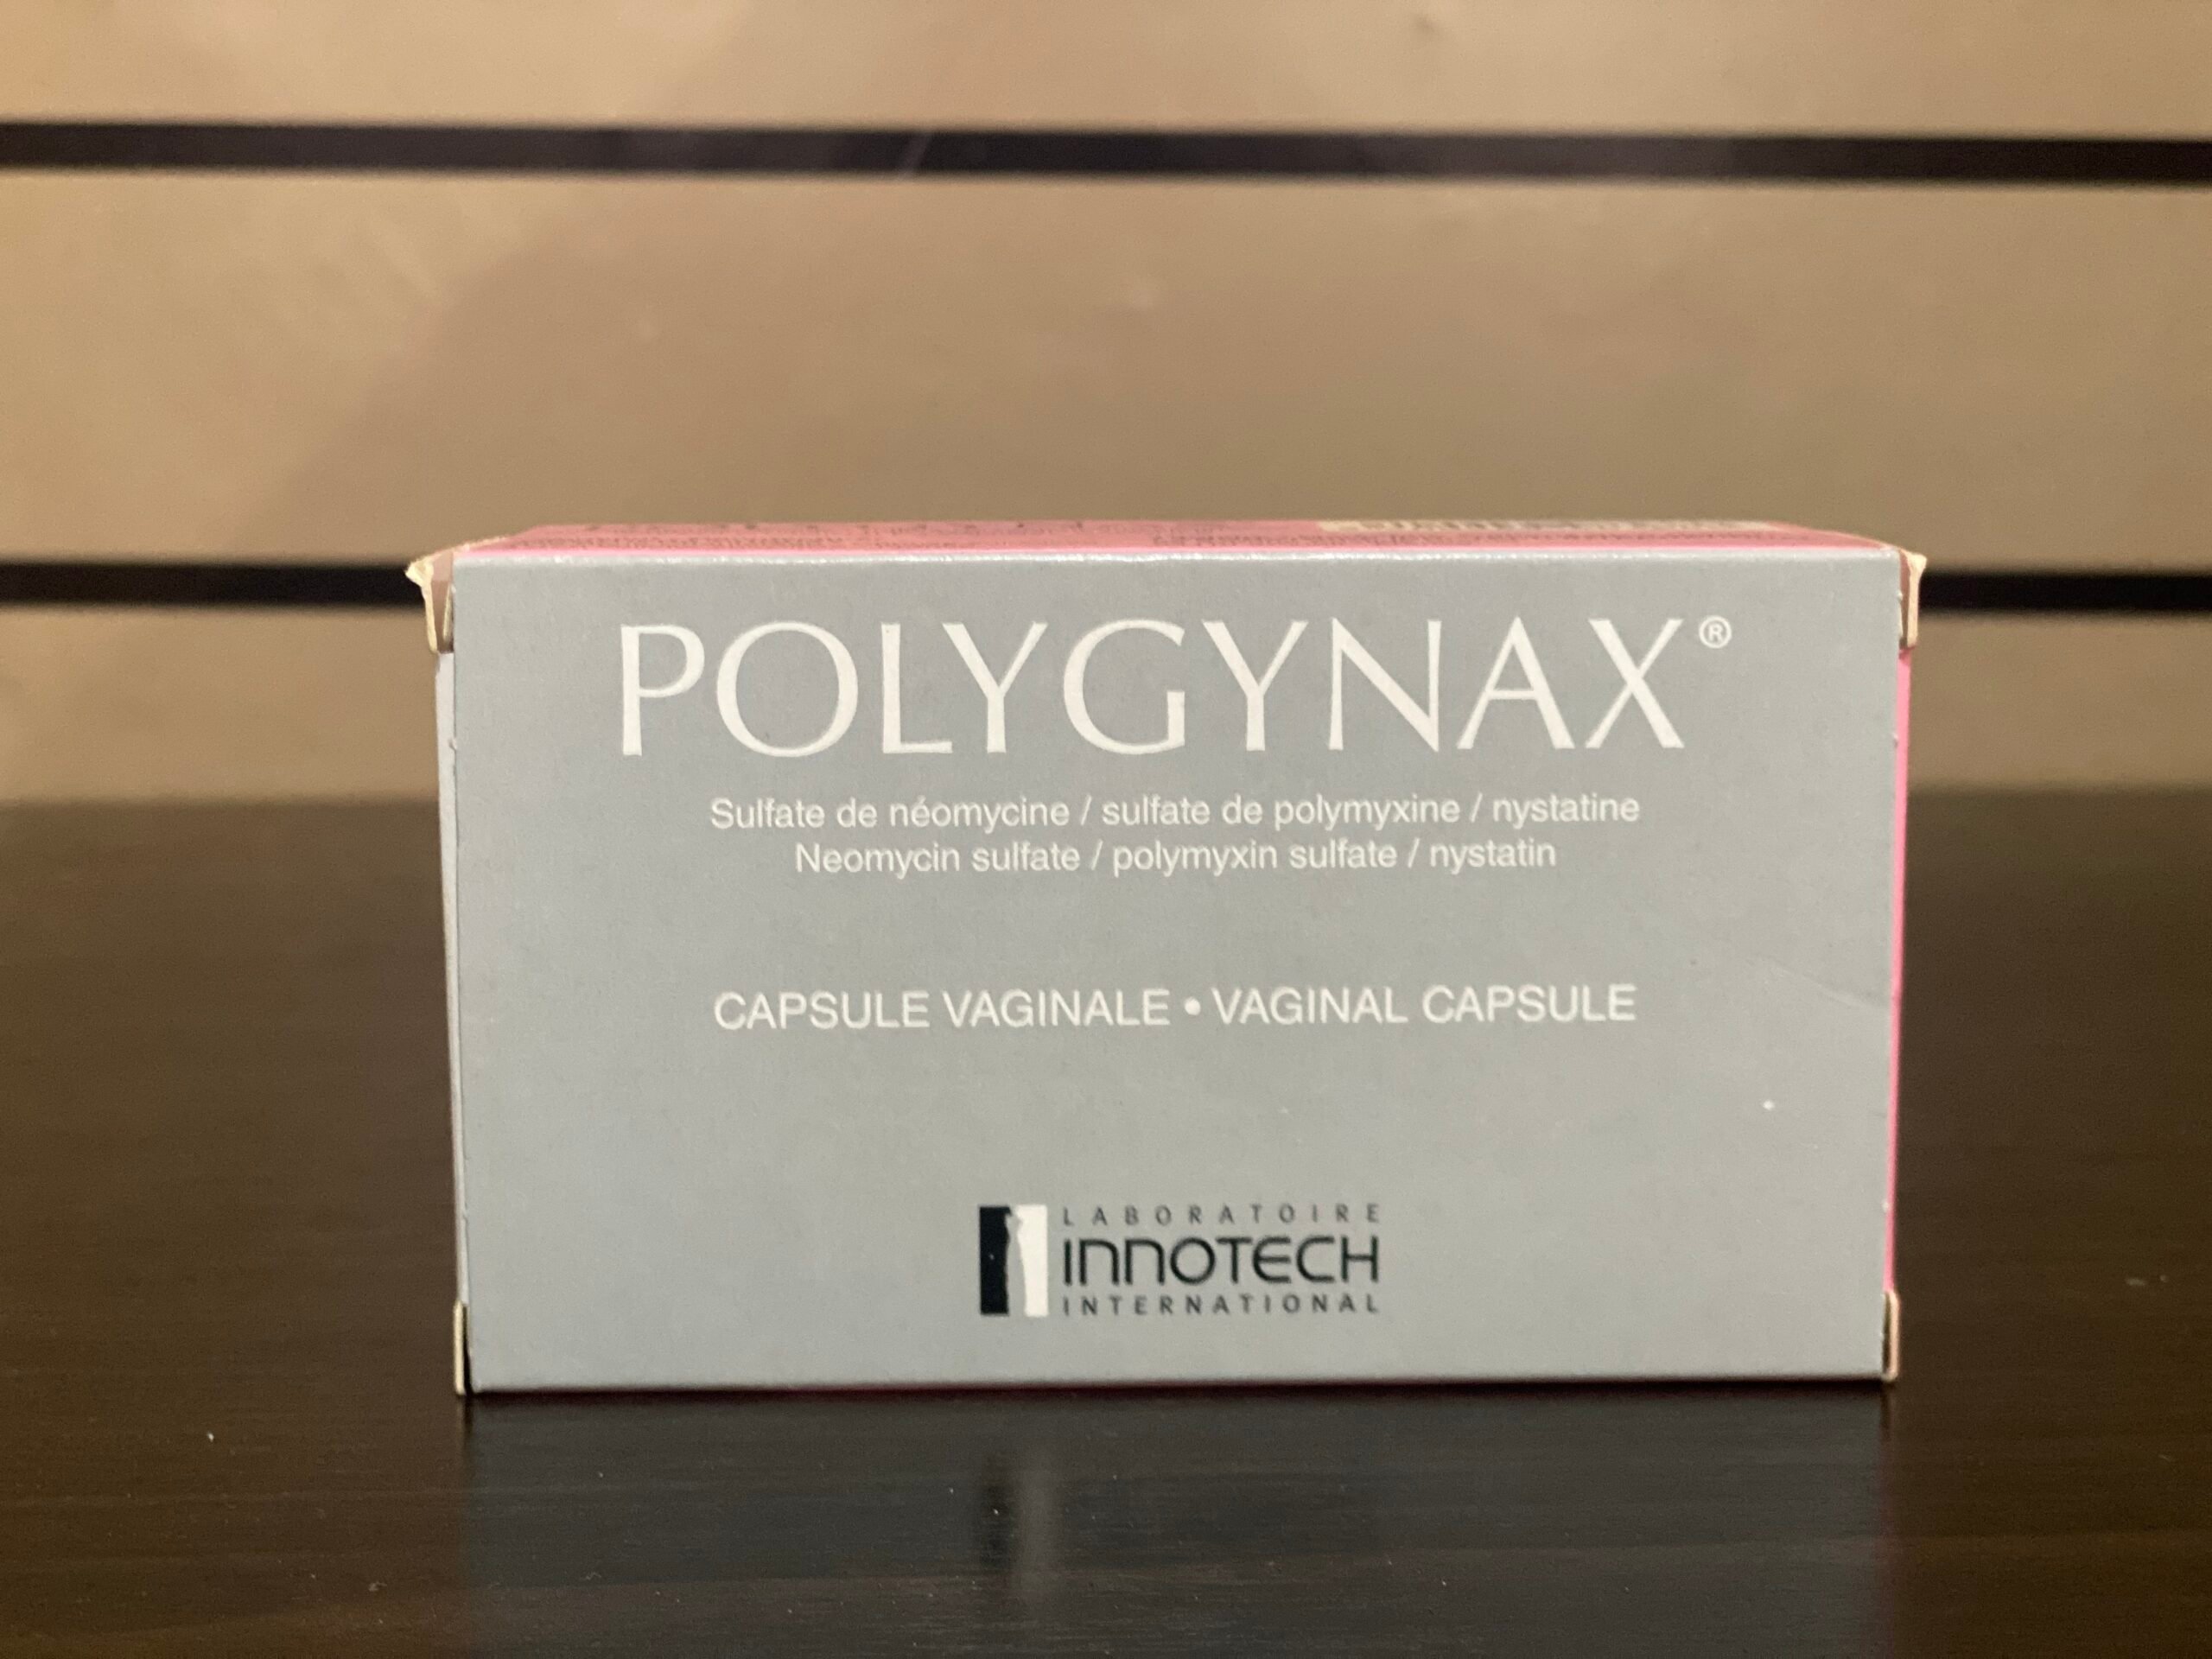 POLYGYNAX®
Sulfate de néomycine / sulfate de polymyxine / nystatine
Neomycin sulfate / polymyxin sulfate / nystatin
CAPSULE VAGINALE • VAGINAL CAPSULE
LABORATOIRE
INNOTECH
INTERNATIONAL